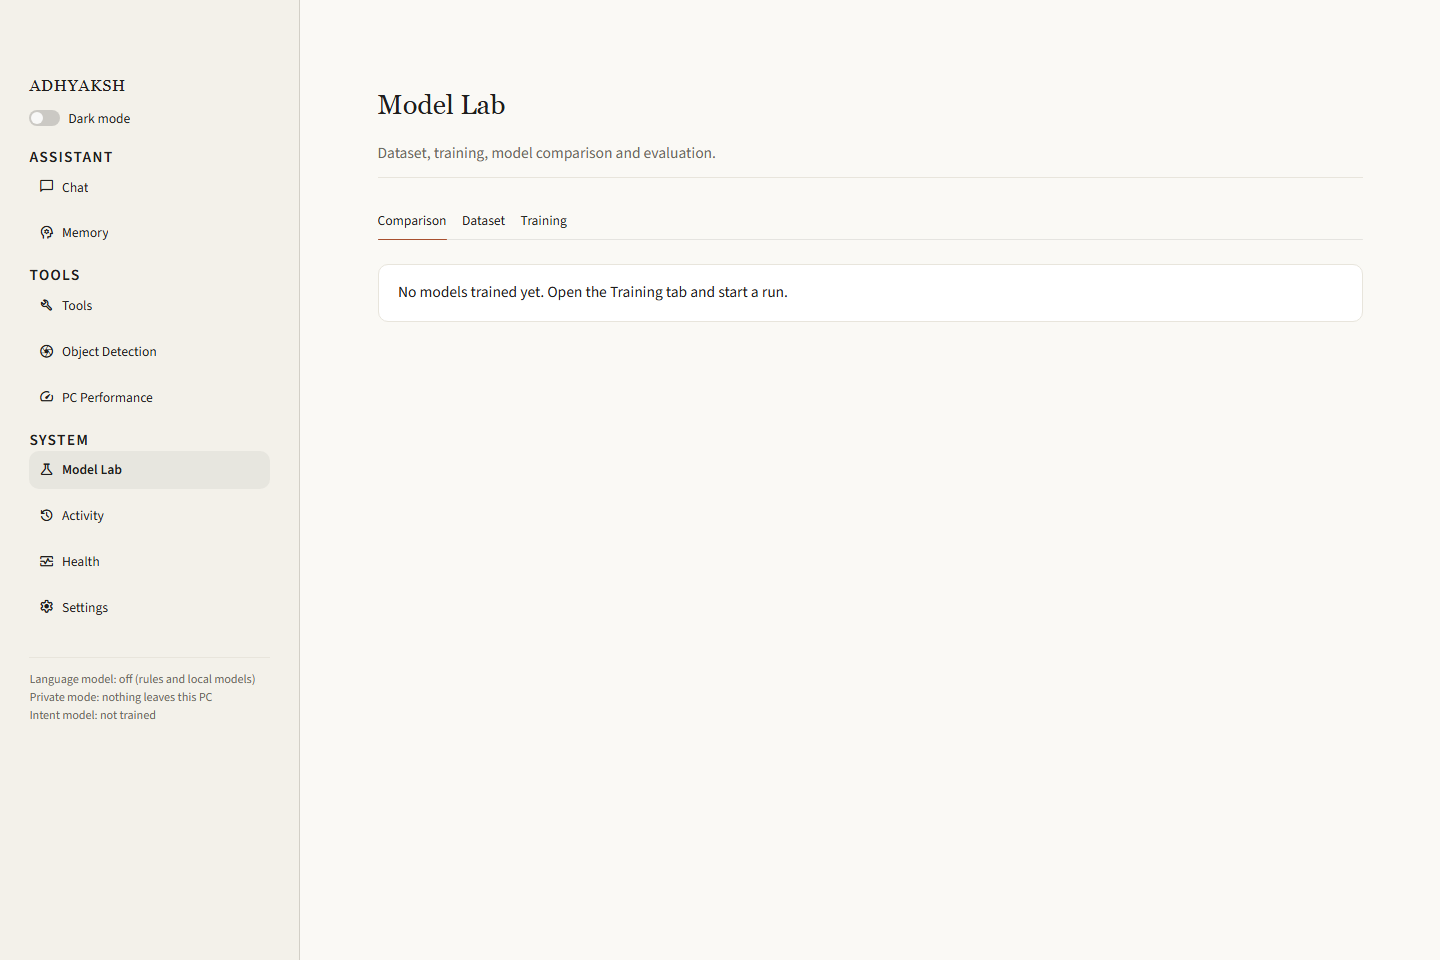 ADHYAKSH
Dark mode
ASSISTANT
Chat
Memory
TOOLS
Tools
Object Detection
PC Performance
SYSTEM
Model Lab
Activity
Health
Settings
Language model: off (rules and local models)
Private mode: nothing leaves this PC
Intent model: not trained
Model Lab
Dataset, training, model comparison and evaluation.
Comparison Dataset Training
No models trained yet. Open the Training tab and start a run.